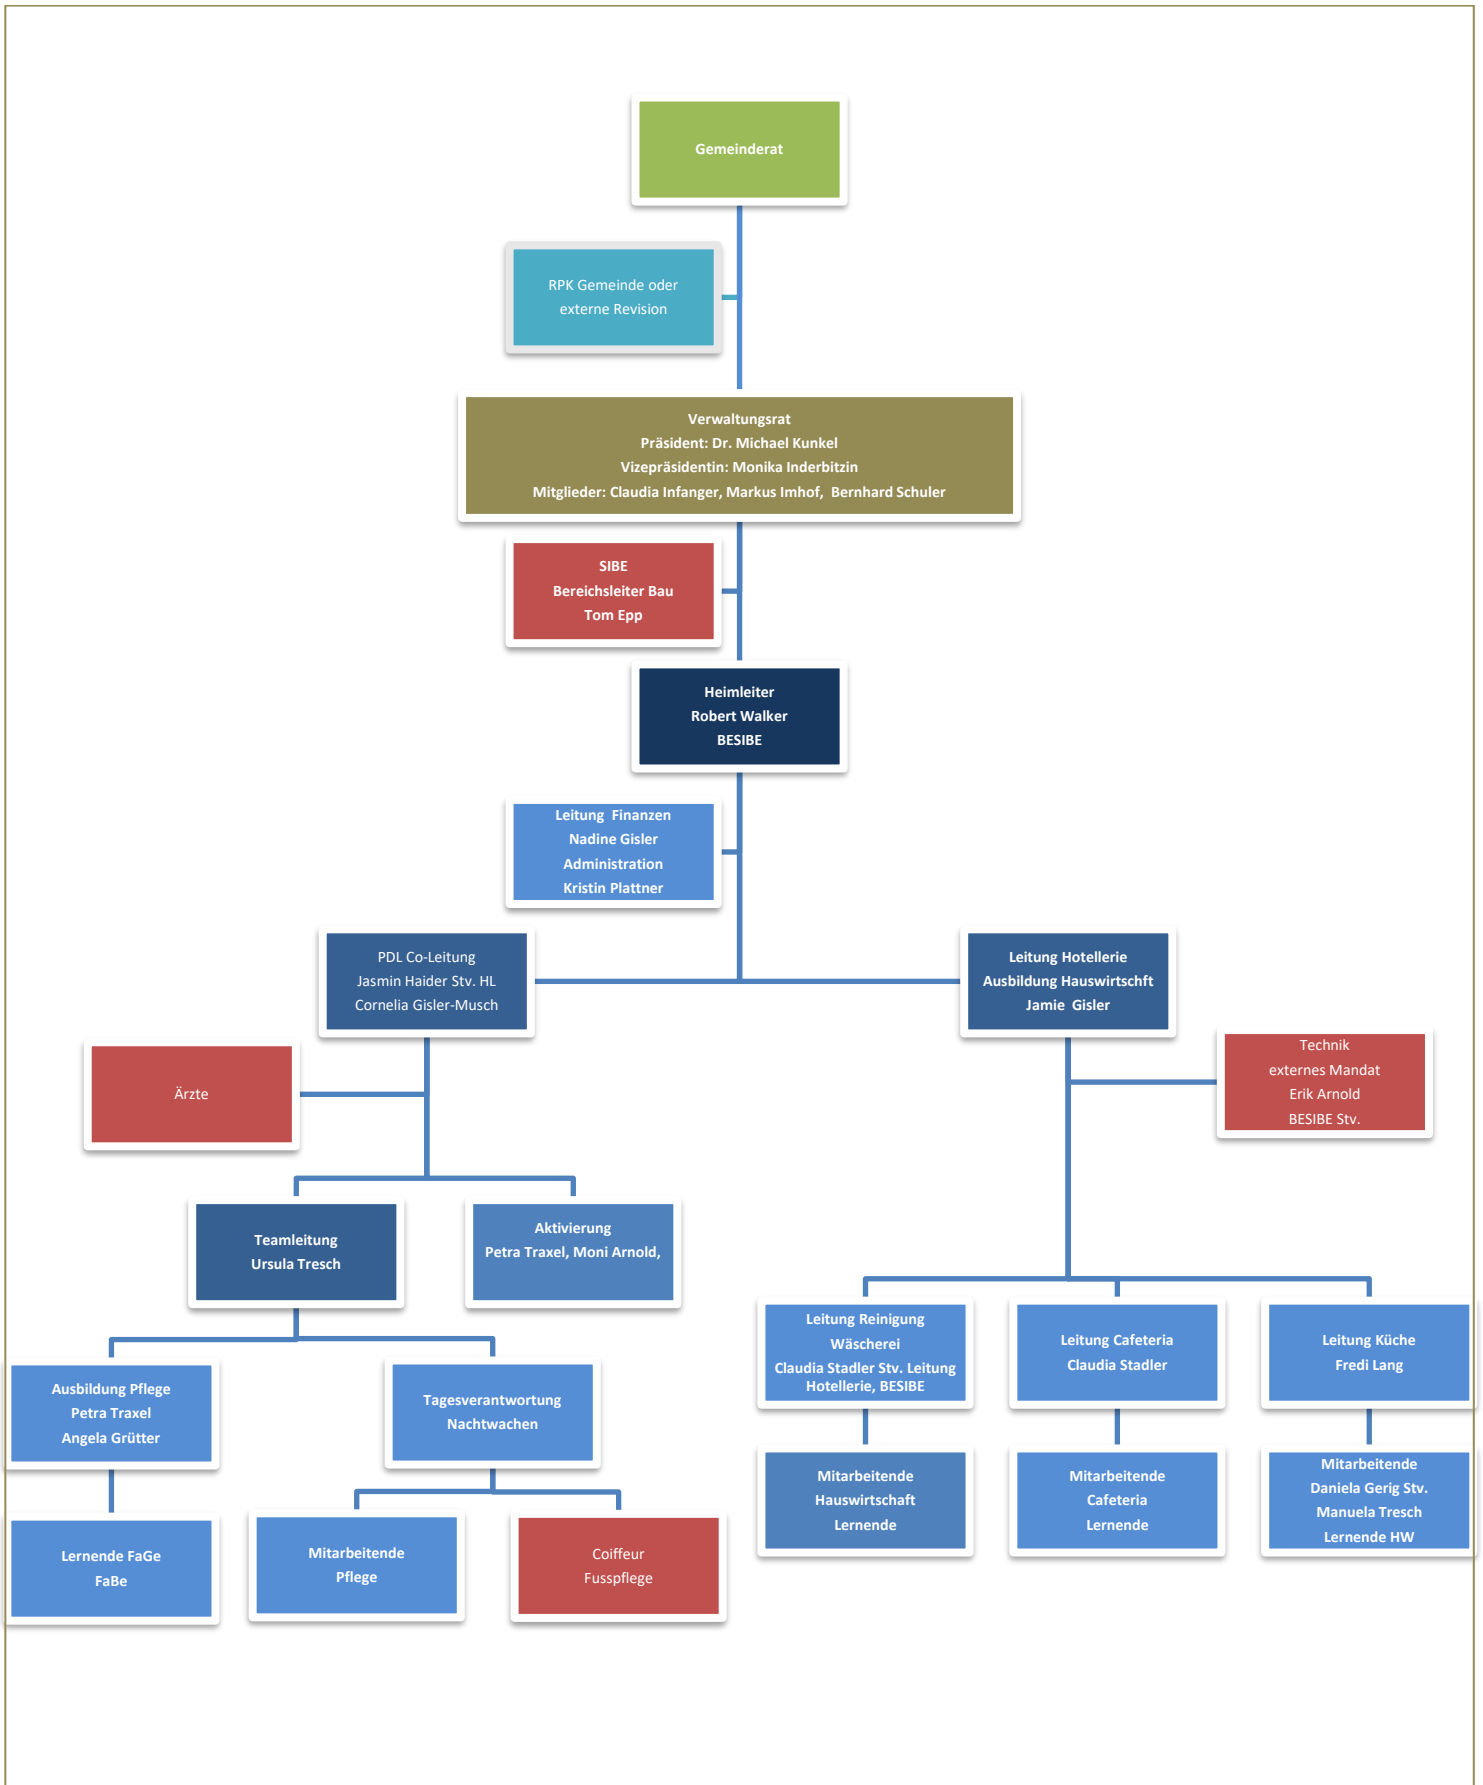 Gemeinderat
RPK Gemeinde oder
externe Revision
Verwaltungsrat
Präsident: Dr. Michael Kunkel
Vizepräsidentin: Monika Inderbitzin
Mitglieder: Claudia Infanger, Markus Imhof, Bernhard Schuler
SIBE
Bereichsleiter Bau
Tom Epp
Heimleiter
Robert Walker
BESIBE
Leitung Finanzen
Nadine Gisler
Administration
Kristin Plattner
PDL Co-Leitung
Jasmin Haider Stv. HL
Cornelia Gisler-Musch
Leitung Hotellerie
Ausbildung Hauswirtschft
Jamie Gisler
Ärzte
Technik
externes Mandat
Erik Arnold
BESIBE Stv.
Teamleitung
Ursula Tresch
Aktivierung
Petra Traxel, Moni Arnold,
Leitung Reinigung
Wäscherei
Claudia Stadler Stv. Leitung
Hotellerie, BESIBE
Leitung Cafeteria
Claudia Stadler
Leitung Küche
Fredi Lang
Ausbildung Pflege
Petra Traxel
Angela Grütter
Tagesverantwortung
Nachtwachen
Mitarbeitende
Hauswirtschaft
Lernende
Mitarbeitende
Cafeteria
Lernende
Mitarbeitende
Daniela Gerig Stv.
Manuela Tresch
Lernende HW
Lernende FaGe
FaBe
Mitarbeitende
Pflege
Coiffeur
Fusspflege